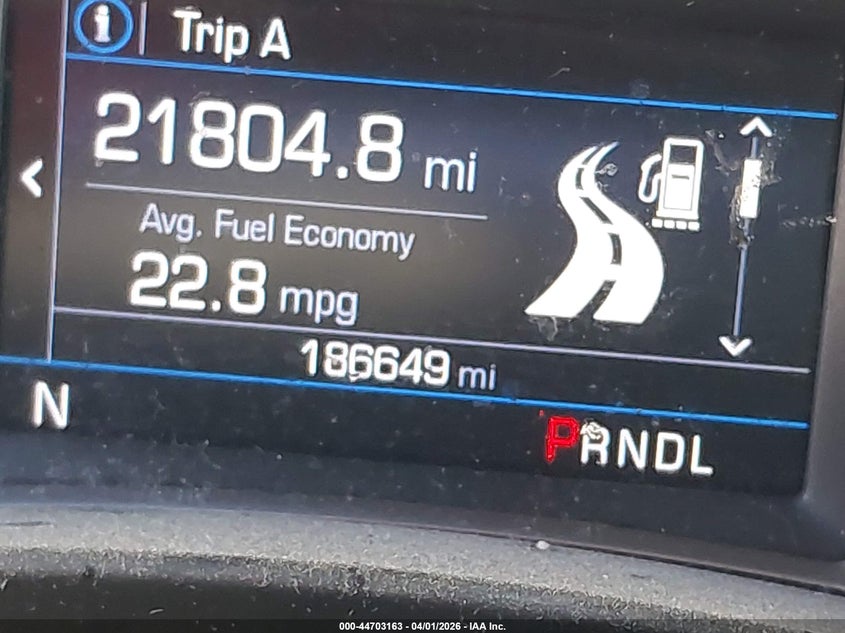 i Trip A
21804.8 mi
Avg. Fuel Economy
22.8 mpg
186649 mi
N
PRNDL
000-44703163 - 04/01/2026 - IAA Inc.